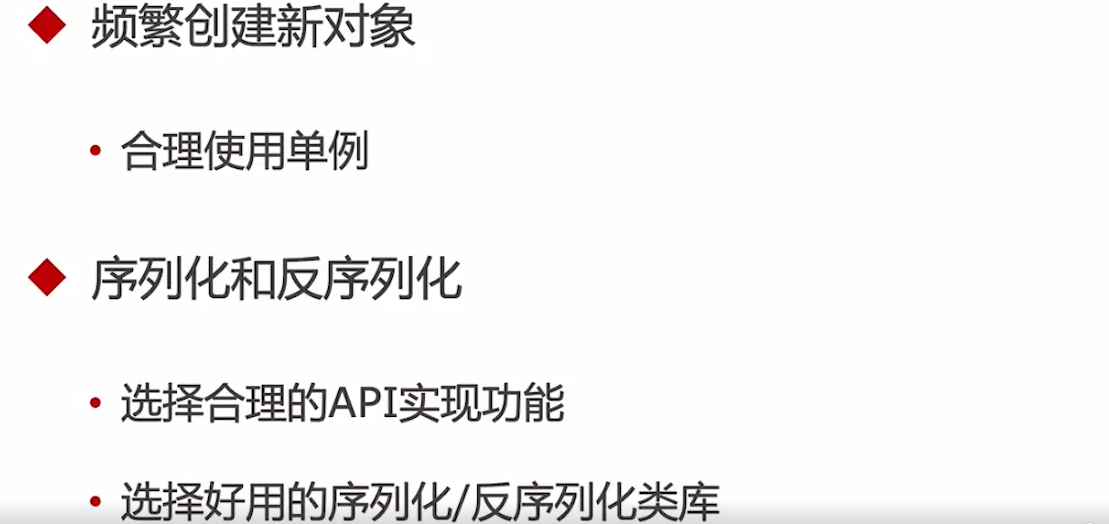 频繁创建新对象
合理使用单例
序列化和反序列化
选择合理的API实现功能
选择好用的序列化/反序列化类库